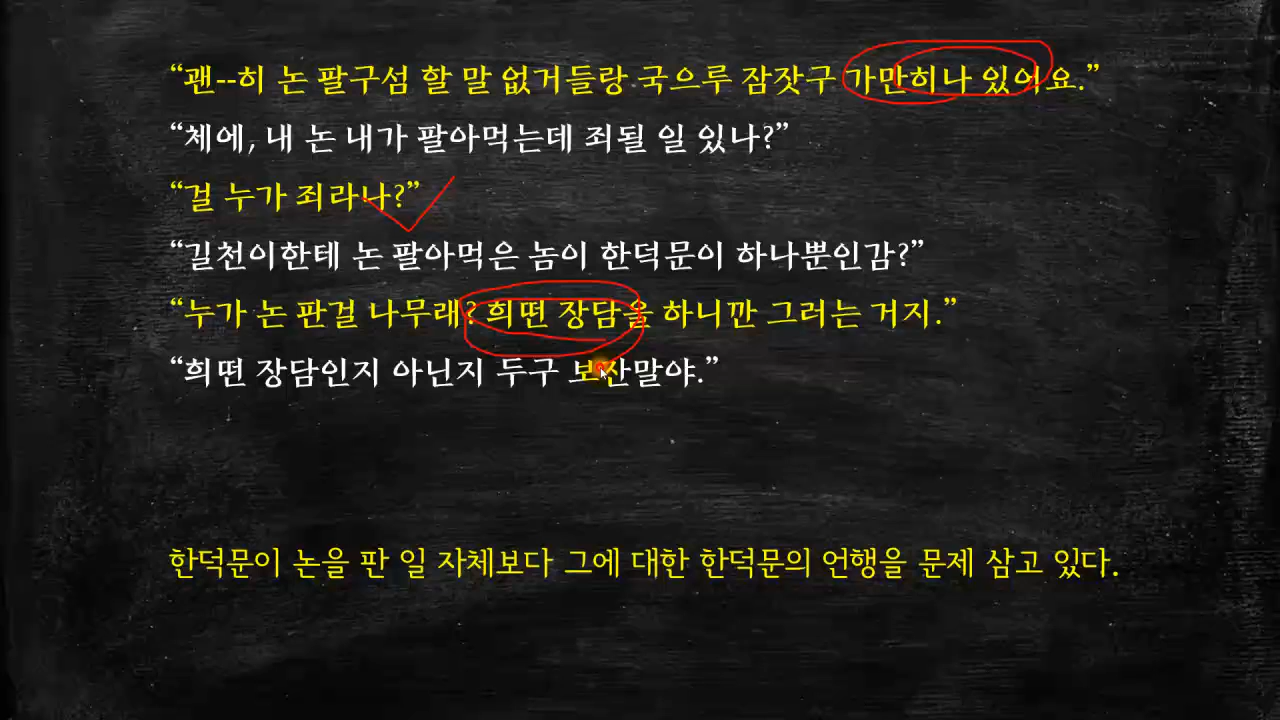 “괜--히 논 팔구섬 할 말 없거들랑 국으루 잠잣구 가만히나 있어요.”
“체에, 내 논 내가 팔아먹는데 죄될 일 있나?”
“걸 누가 죄라나?”
“길천이한테 논 팔아먹은 놈이 한덕문이 하나뿐인감?”
“누가 논 판걸 나무래? 희떤 장담을 하니깐 그러는 거지.”
“희떤 장담인지 아닌지 두구 보잔말야.”
한덕문이 논을 판 일 자체보다 그에 대한 한덕문의 언행을 문제 삼고 있다.